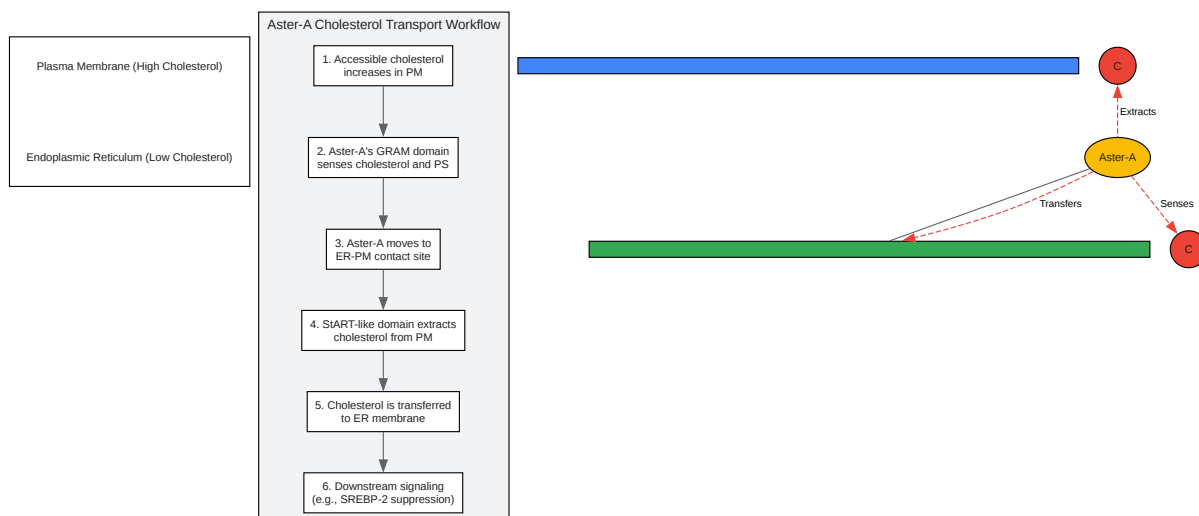 Aster-A Cholesterol Transport Workflow
Plasma Membrane (High Cholesterol)
Endoplasmic Reticulum (Low Cholesterol)
1. Accessible cholesterol
increases in PM
2. Aster-A's GRAM domain
senses cholesterol and PS
3. Aster-A moves to
ER-PM contact site
4. StART-like domain extracts
cholesterol from PM
5. Cholesterol is transferred
to ER membrane
6. Downstream signaling
(e.g., SREBP-2 suppression)
C
Extracts
Aster-A
Transfers
Senses
C